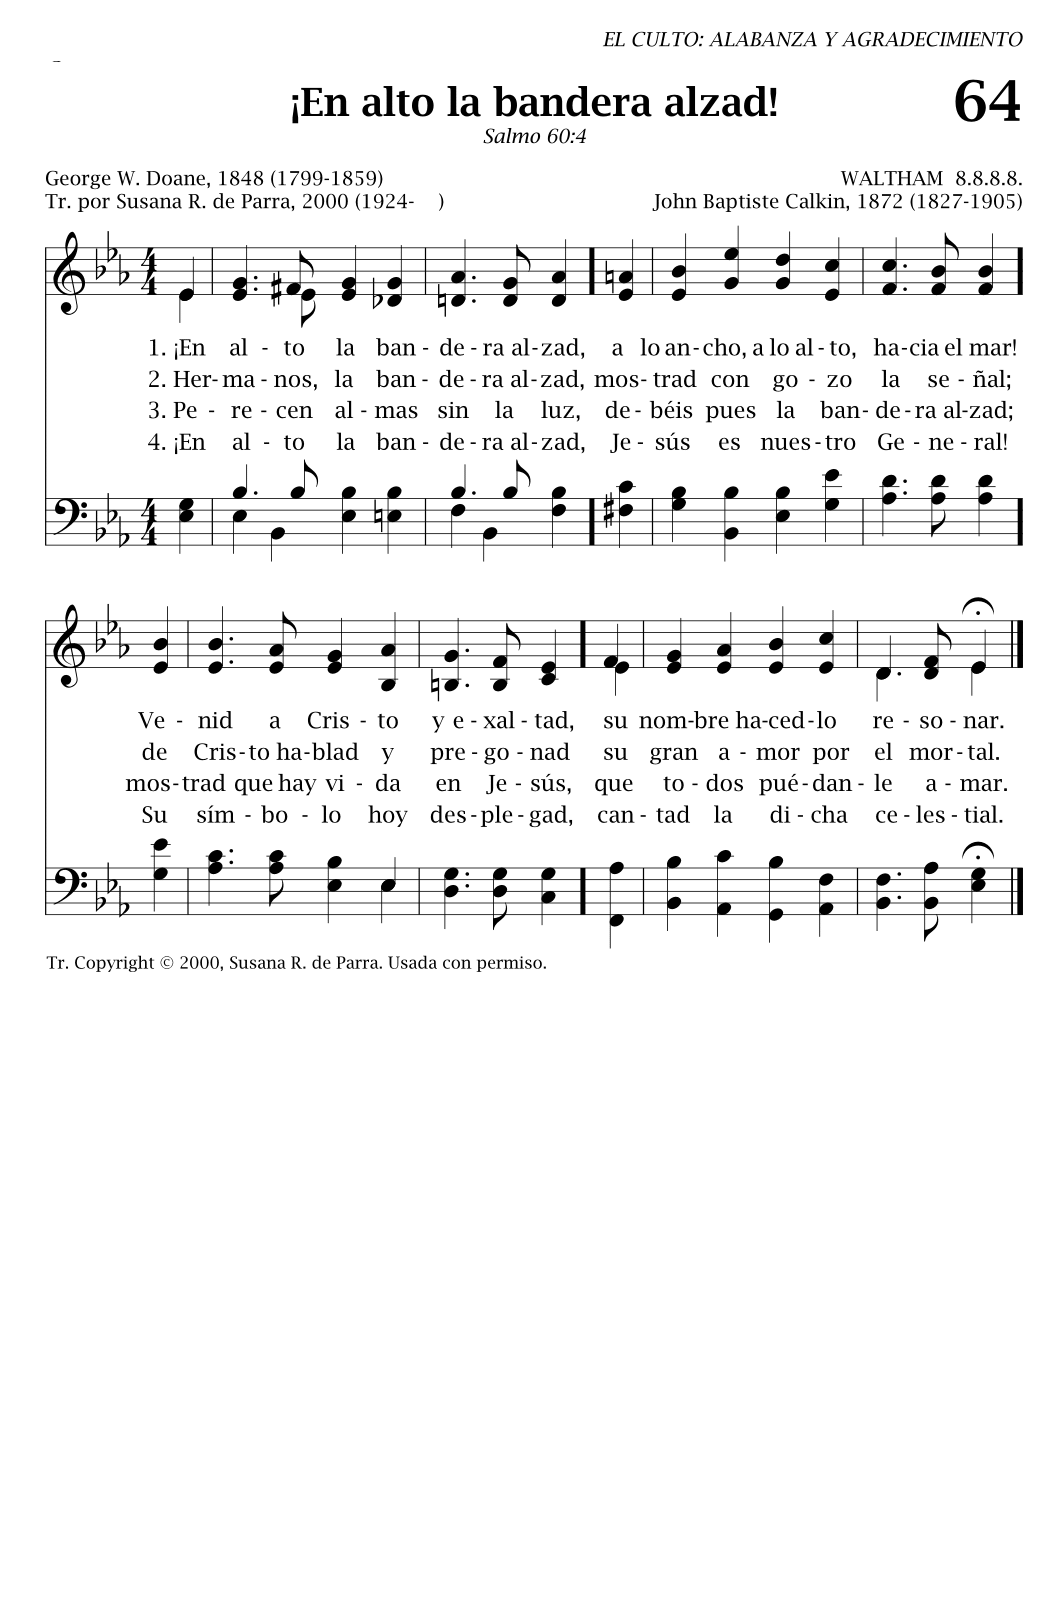 EL CULTO: ALABANZA Y AGRADECIMIENTO
¡En alto la bandera alzad!
64
Salmo 60:4
George W. Doane, 1848 (1799-1859)
WALTHAM 8.8.8.8.
Tr. por Susana R. de Parra, 2000 (1924- )
John Baptiste Calkin, 1872 (1827-1905)
1. ¡En al - to la ban - de - ra al - zad, a lo an - cho, a lo al - to, ha - cia el mar!
2. Her - ma - nos, la ban - de - ra al - zad, mos - trad con go - zo la se - ñal;
3. Pe - re - cen al - mas sin la luz, de - béis pues la ban - de - ra al - zad;
4. ¡En al - to la ban - de - ra al - zad, Je - sús es nues - tro Ge - ne - ral!
Ve - nid a Cris - to y e - xal - tad, su nom - bre ha - ced - lo re - so - nar.
de Cris - to ha - blad y pre - go - nad su gran a - mor por el mor - tal.
mos - trad que hay vi - da en Je - sús, que to - dos pué - dan - le a - mar.
Su sím - bo - lo hoy des - ple - gad, can - tad la di - cha ce - les - tial.
Tr. Copyright © 2000, Susana R. de Parra. Usada con permiso.